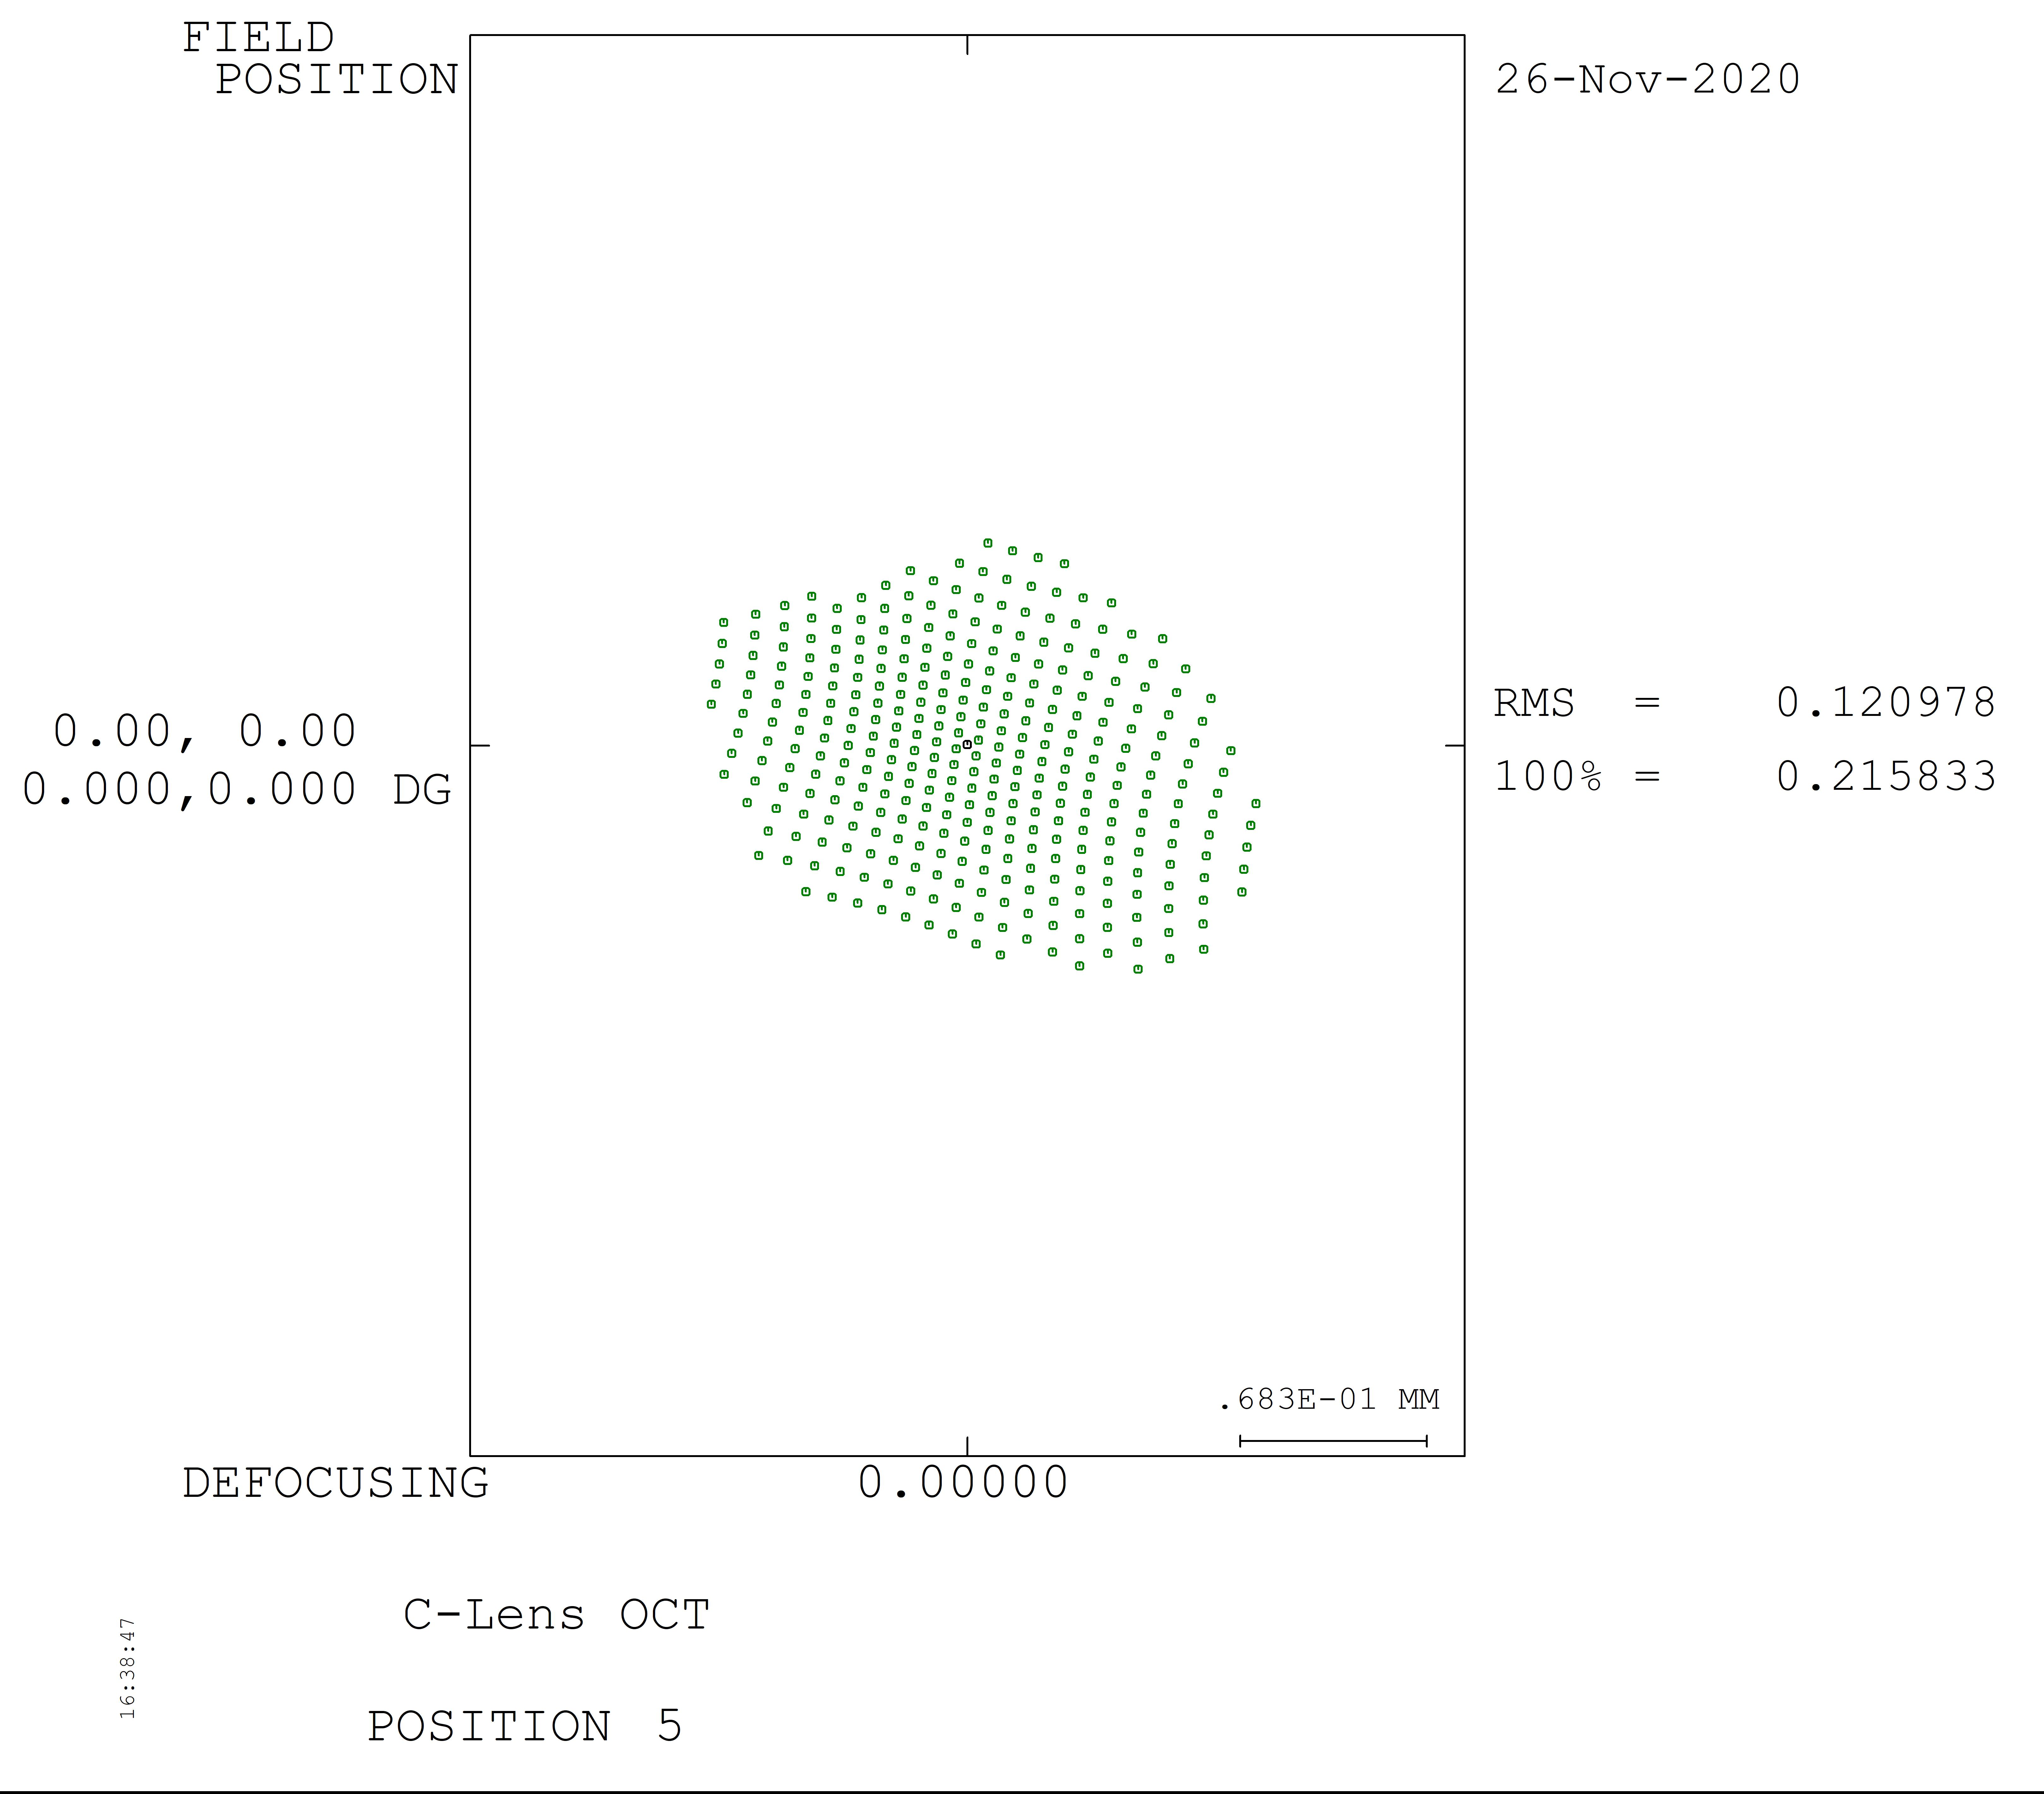 FIELD
POSITION
26-Nov-2020
0.00, 0.00
0.000,0.000 DG
RMS = 0.120978
100% = 0.215833
.683E-01 MM
DEFOCUSING
0.00000
C-Lens OCT
POSITION 5
16:38:47